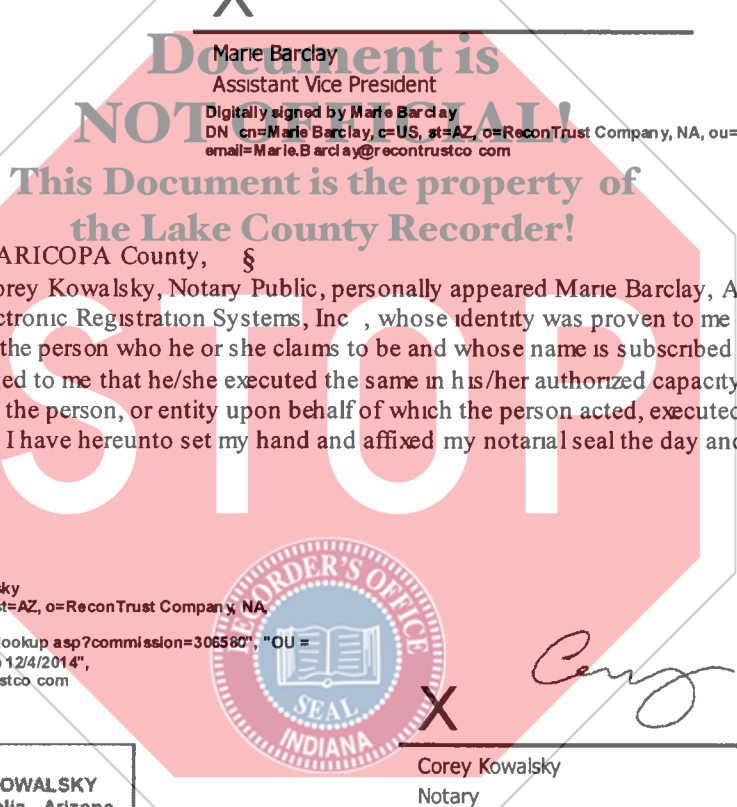 X
Document is
Marie Barclay
Assistant Vice President
NOT OFFICIAL!
Digitally signed by Marie Barclay
DN cn=Marie Barclay, c=US, st=AZ, o=ReconTrust Company, NA, ou=
email=Marie.Barclay@recontrustco com
This Document is the property of
the Lake County Recorder!
ARICOPA County, §
orey Kowalsky, Notary Public, personally appeared Marie Barclay, A
ctronic Registration Systems, Inc , whose identity was proven to me
the person who he or she claims to be and whose name is subscribed
ed to me that he/she executed the same in his/her authorized capacity
the person, or entity upon behalf of which the person acted, executed
I have hereunto set my hand and affixed my notarial seal the day and
STOP
sky
st=AZ, o=ReconTrust Company, NA,
lookup asp?commission=306580", "OU =
12/4/2014",
stco com
RECORDER'S OFFICE
SEAL
INDIANA
X
Corey Kowalsky
Notary
OWALSKY